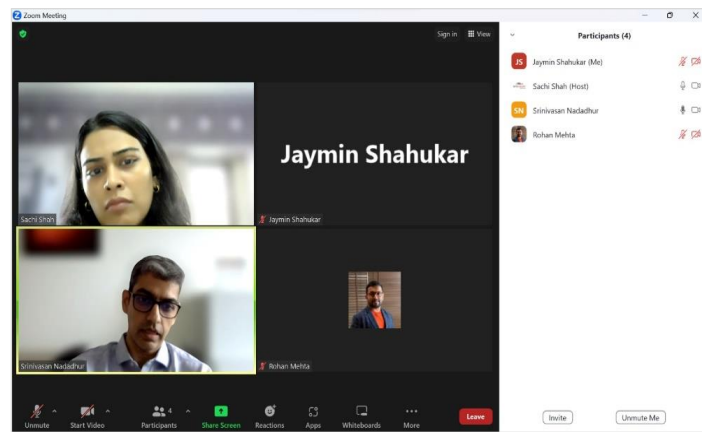 Zoom Meeting
Sign in View
Participants (4)
JS Jaymin Shahukar (Me)
Sachi Shah (Host)
SN Srinivasan Nadadhur
Rohan Mehta
Jaymin Shahukar
Sachi Shah
Jaymin Shahukar
Srinivasan Nadadhur
Rohan Mehta
4
Unmute Start Video Participants Share Screen Reactions Apps Whiteboards More Leave
Invite Unmute Me